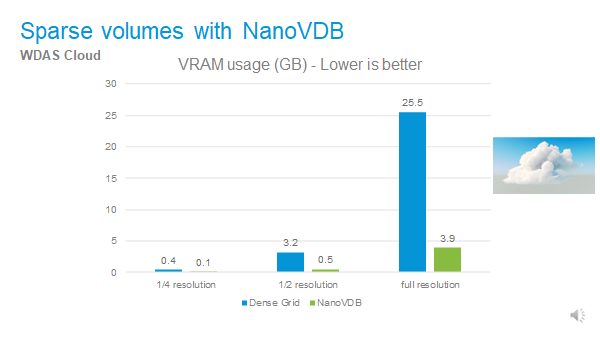 Sparse volumes with NanoVDB
WDAS Cloud
VRAM usage (GB) - Lower is better
30
25
20
15
10
5
0
0.4
0.1
3.2
0.5
25.5
3.9
1/4 resolution
1/2 resolution
full resolution
Dense Grid
NanoVDB